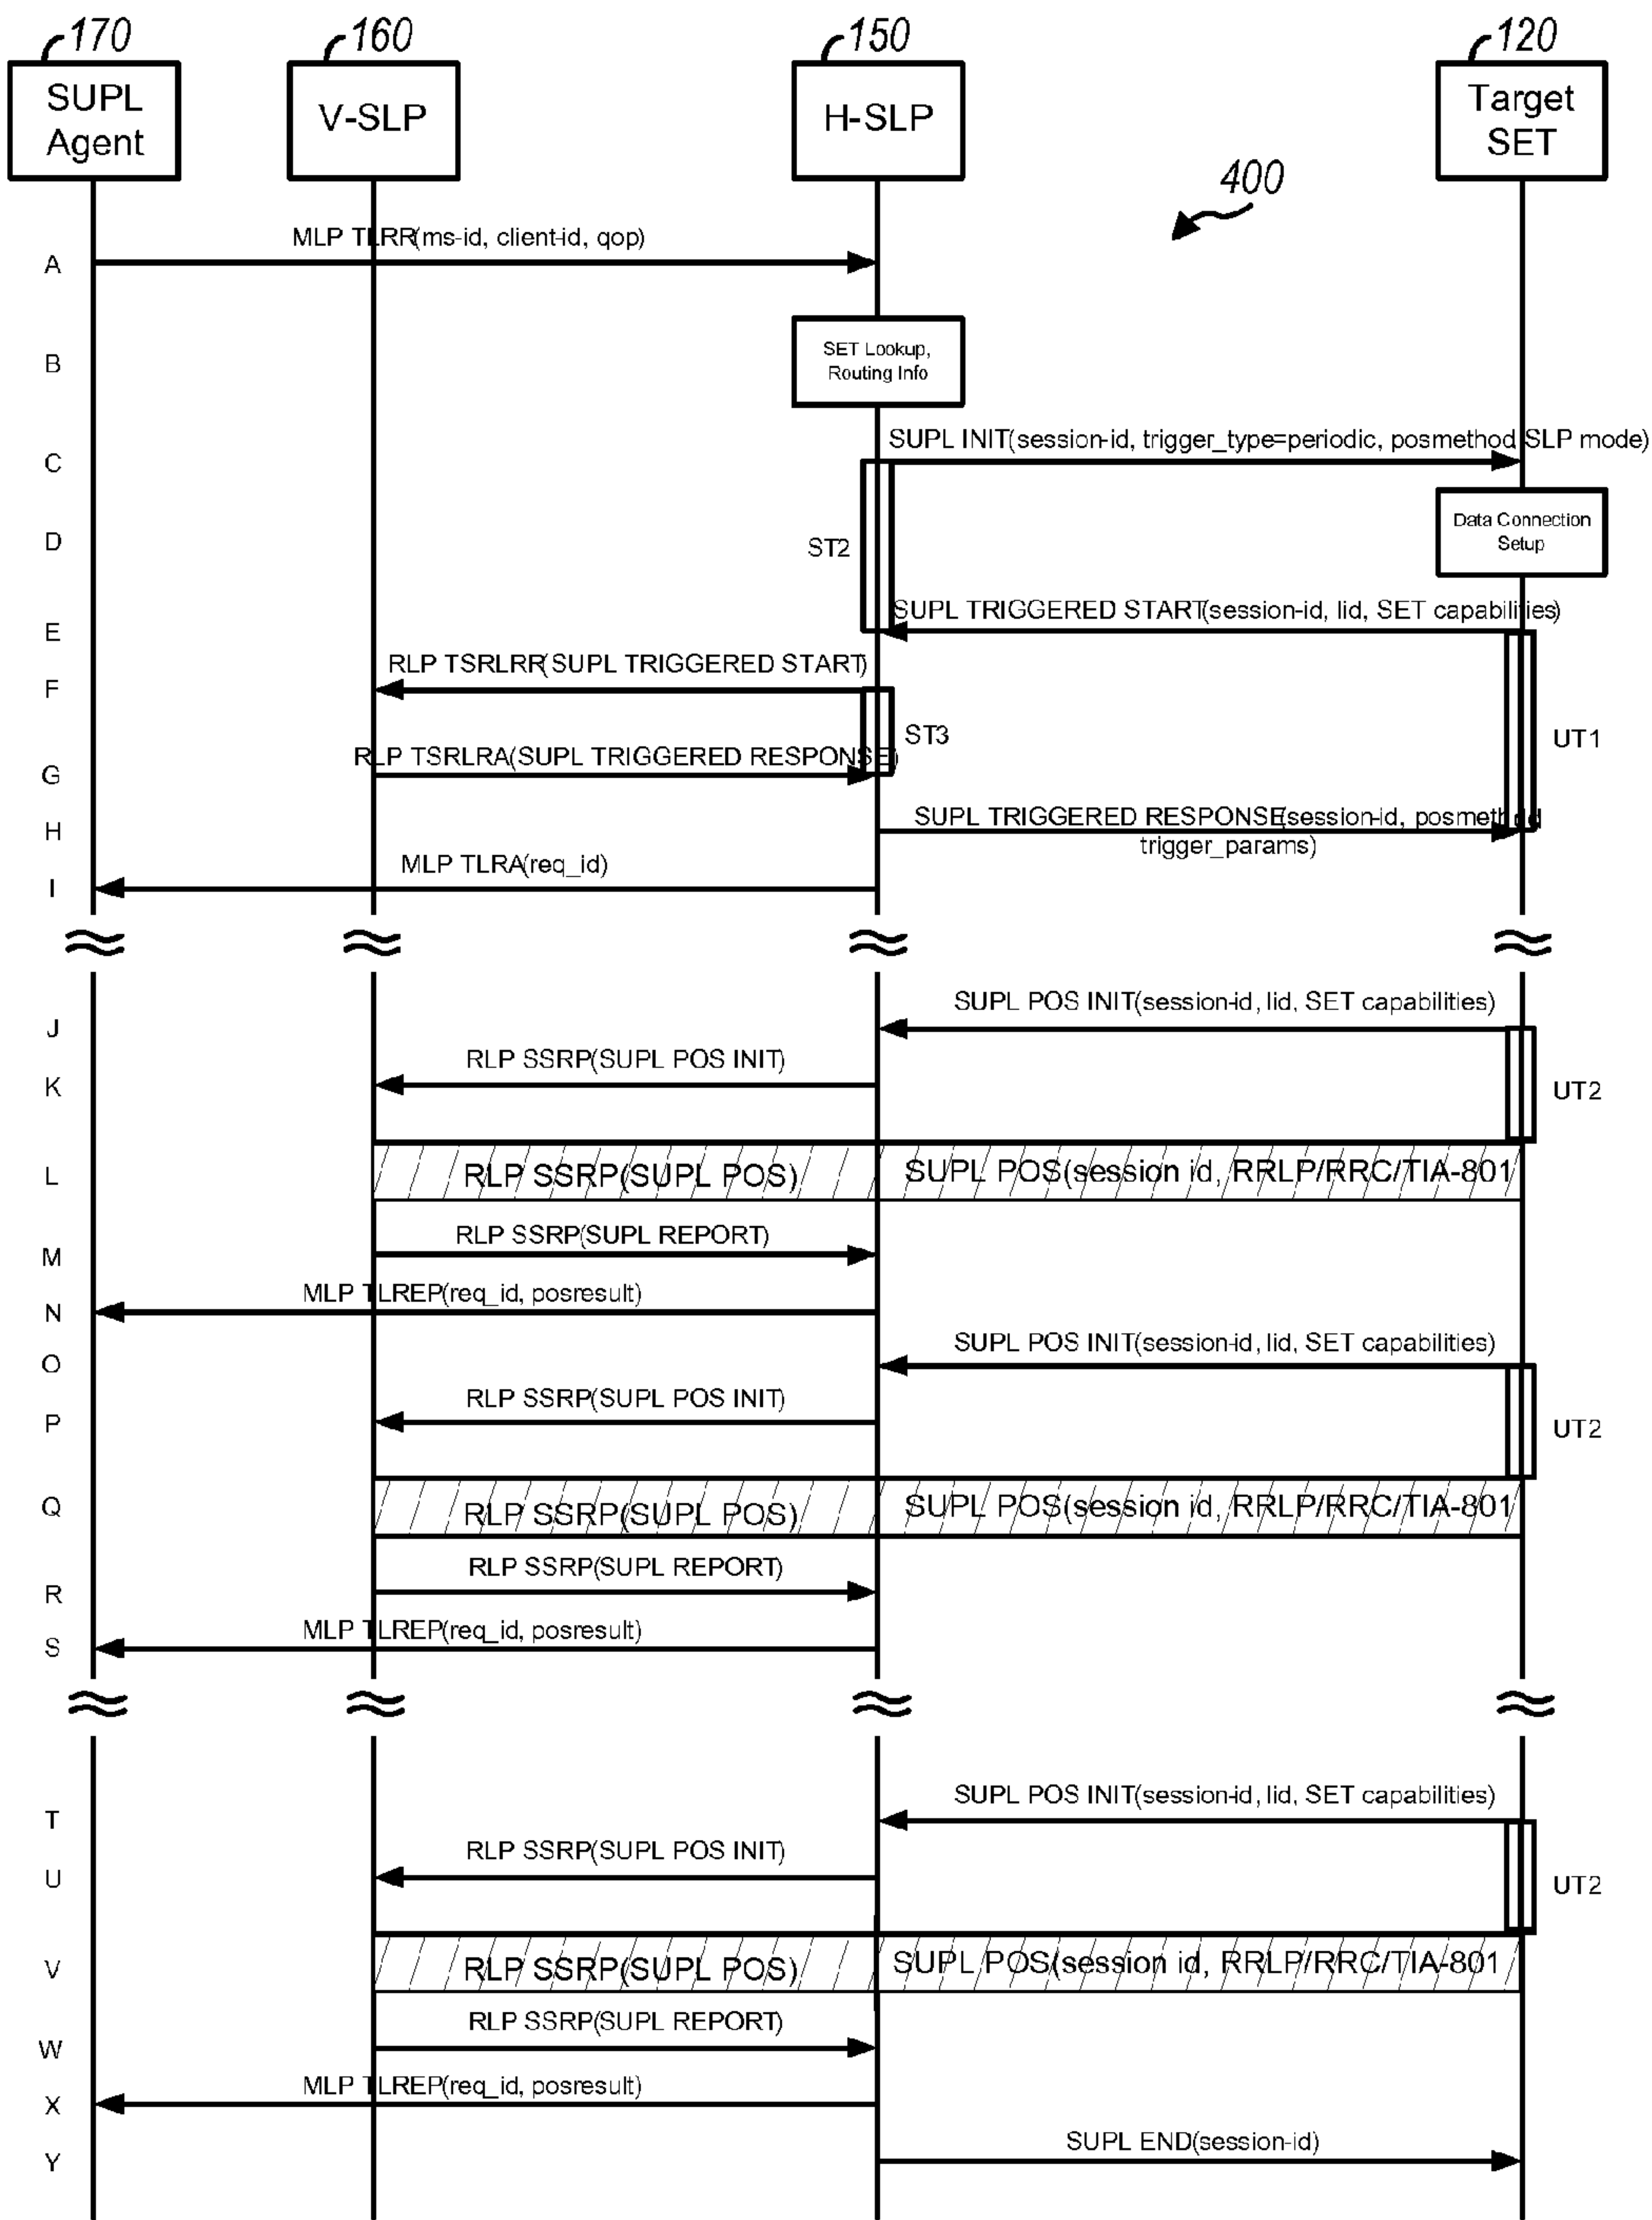 170
160
150
120
SUPL
Agent
V-SLP
H-SLP
Target
SET
400
MLP TLRR(ms-id, client-id, qop)
A
B
SET Lookup,
Routing Info
SUPL INIT(session-id, trigger_type=periodic, posmethod SLP mode)
C
D
ST2
Data Connection
Setup
SUPL TRIGGERED START(session-id, lid, SET capabilities)
E
RLP TSRLRR(SUPL TRIGGERED START)
F
ST3
UT1
RLP TSRLRA(SUPL TRIGGERED RESPONSE)
G
SUPL TRIGGERED RESPONSE(session-id, posmethod
trigger_params)
H
MLP TLRA(req_id)
I
SUPL POS INIT(session-id, lid, SET capabilities)
J
RLP SSRP(SUPL POS INIT)
K
UT2
L
RLP SSRP(SUPL POS)
SUPL POS(session id, RRLP/RRC/TIA-801
RLP SSRP(SUPL REPORT)
M
MLP TLREP(req_id, posresult)
N
SUPL POS INIT(session-id, lid, SET capabilities)
O
RLP SSRP(SUPL POS INIT)
P
UT2
Q
RLP SSRP(SUPL POS)
SUPL POS(session id, RRLP/RRC/TIA-801
RLP SSRP(SUPL REPORT)
R
MLP TLREP(req_id, posresult)
S
SUPL POS INIT(session-id, lid, SET capabilities)
T
RLP SSRP(SUPL POS INIT)
U
UT2
V
RLP SSRP(SUPL POS)
SUPL POS(session id, RRLP/RRC/TIA-801
RLP SSRP(SUPL REPORT)
W
MLP TLREP(req_id, posresult)
X
SUPL END(session-id)
Y